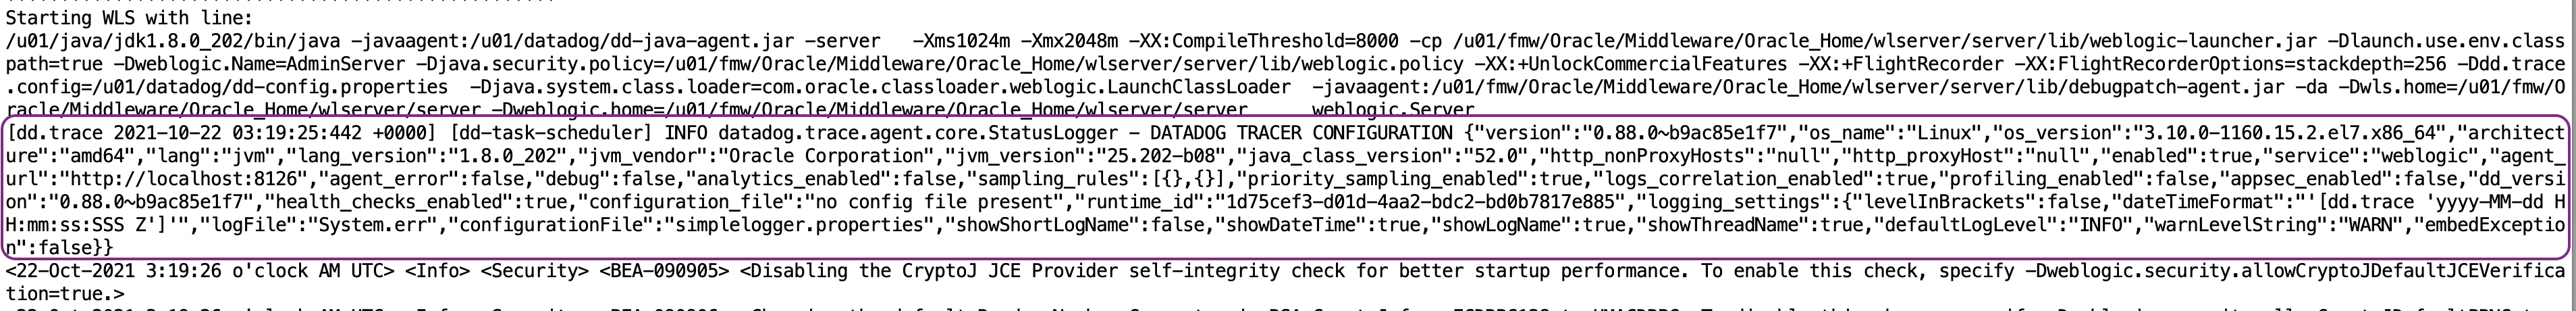 Starting WLS with line:
/u01/java/jdk1.8.0_202/bin/java -javaagent:/u01/datadog/dd-java-agent.jar -server   -Xms1024m -Xmx2048m -XX:CompileThreshold=8000 -cp /u01/fmw/Oracle/Middleware/Oracle_Home/wlserver/server/lib/weblogic-launcher.jar -Dlaunch.use.env.class
path=true -Dweblogic.Name=AdminServer -Djava.security.policy=/u01/fmw/Oracle/Middleware/Oracle_Home/wlserver/server/lib/weblogic.policy -XX:+UnlockCommercialFeatures -XX:+FlightRecorder -XX:FlightRecorderOptions=stackdepth=256 -Ddd.trace
.config=/u01/datadog/dd-config.properties  -Djava.system.class.loader=com.oracle.classloader.weblogic.LaunchClassLoader  -javaagent:/u01/fmw/Oracle/Middleware/Oracle_Home/wlserver/server/lib/debugpatch-agent.jar -da -Dwls.home=/u01/fmw/O
racle/Middleware/Oracle_Home/wlserver/server -Dweblogic.home=/u01/fmw/Oracle/Middleware/Oracle_Home/wlserver/server      weblogic.Server
[dd.trace 2021-10-22 03:19:25:442 +0000] [dd-task-scheduler] INFO datadog.trace.agent.core.StatusLogger - DATADOG TRACER CONFIGURATION {"version":"0.88.0~b9ac85e1f7","os_name":"Linux","os_version":"3.10.0-1160.15.2.el7.x86_64","architect
ure":"amd64","lang":"jvm","lang_version":"1.8.0_202","jvm_vendor":"Oracle Corporation","jvm_version":"25.202-b08","java_class_version":"52.0","http_nonProxyHosts":"null","http_proxyHost":"null","enabled":true,"service":"weblogic","agent_
url":"http://localhost:8126","agent_error":false,"debug":false,"analytics_enabled":false,"sampling_rules":[{},{}],"priority_sampling_enabled":true,"logs_correlation_enabled":true,"profiling_enabled":false,"appsec_enabled":false,"dd_versi
on":"0.88.0~b9ac85e1f7","health_checks_enabled":true,"configuration_file":"no config file present","runtime_id":"1d75cef3-d01d-4aa2-bdc2-bd0b7817e885","logging_settings":{"levelInBrackets":false,"dateTimeFormat":"'[dd.trace 'yyyy-MM-dd H
H:mm:ss:SSS Z']'","logFile":"System.err","configurationFile":"simplelogger.properties","showShortLogName":false,"showDateTime":true,"showLogName":true,"showThreadName":true,"defaultLogLevel":"INFO","warnLevelString":"WARN","embedExceptio
n":false}}
<22-Oct-2021 3:19:26 o'clock AM UTC> <Info> <Security> <BEA-090905> <Disabling the CryptoJ JCE Provider self-integrity check for better startup performance. To enable this check, specify -Dweblogic.security.allowCryptoJDefaultJCEVerifica
tion=true.>